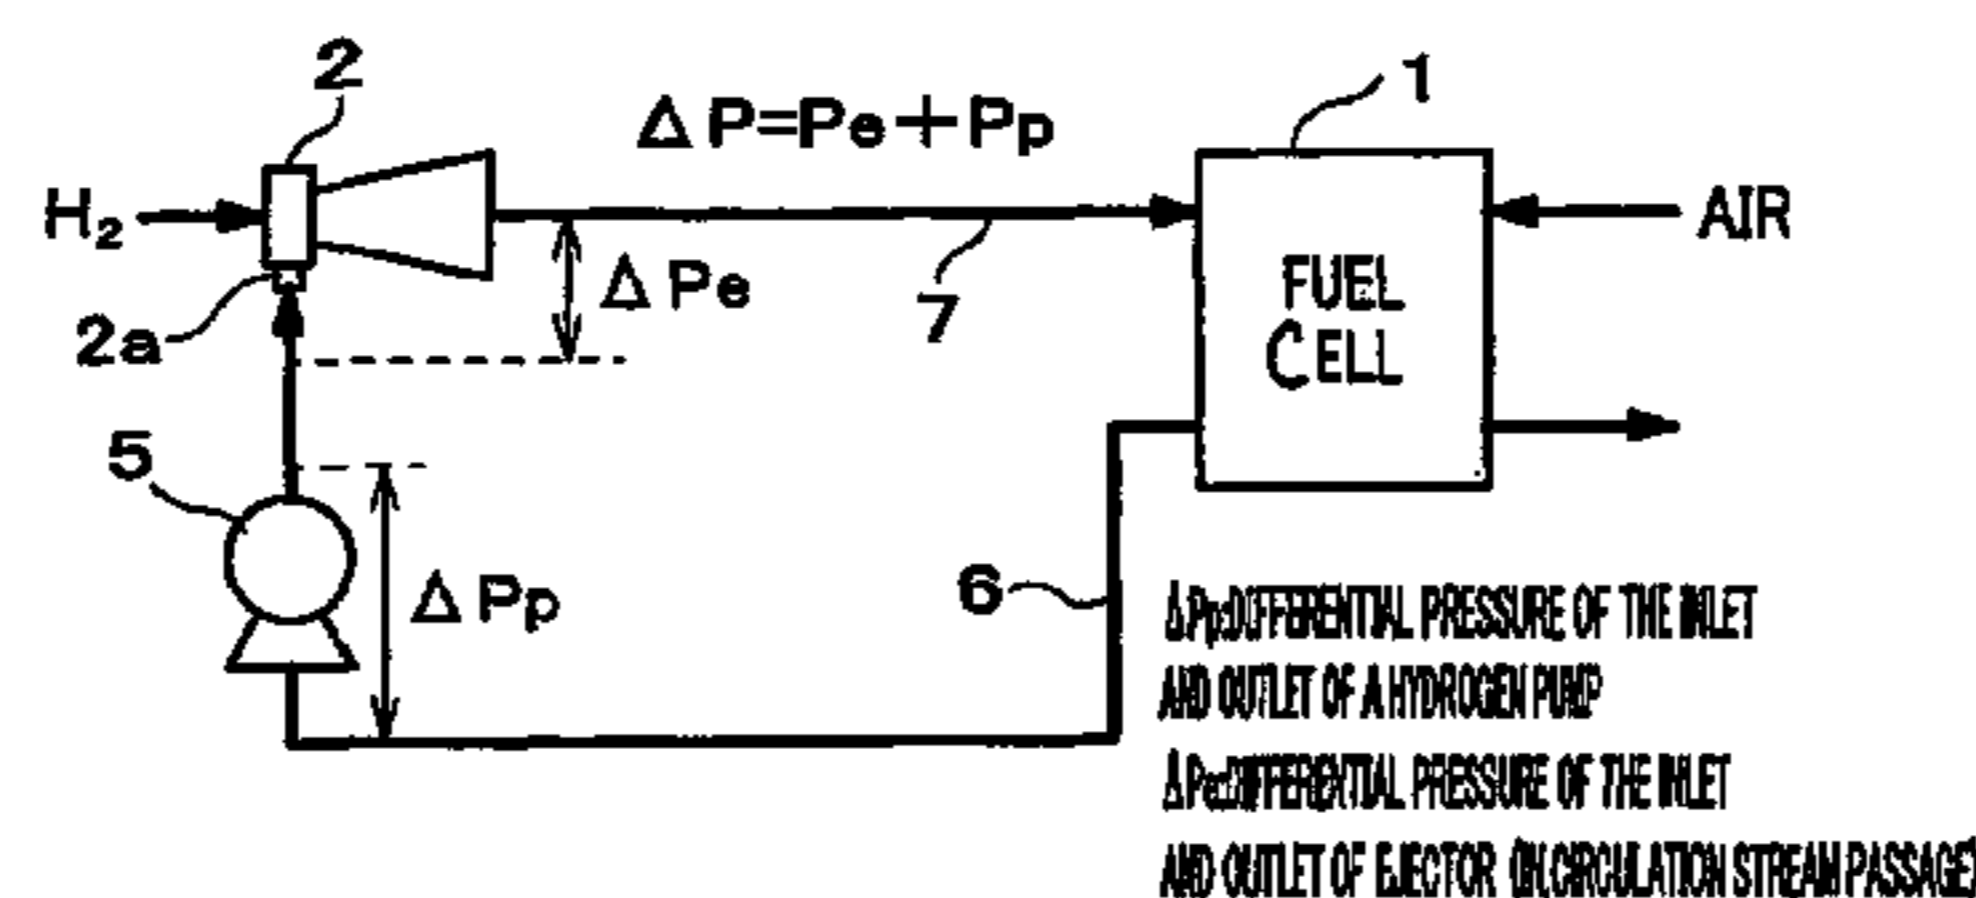 2
1
ΔP=Pe+Pp
H₂
AIR
ΔPe
FUEL
CELL
7
2a
5
ΔPp
6
ΔPp:DIFFERENTIAL PRESSURE OF THE INLET
AND OUTLET OF A HYDROGEN PUMP
ΔPe:DIFFERENTIAL PRESSURE OF THE INLET
AND OUTLET OF EJECTOR (IN CIRCULATION STREAM PASSAGE)